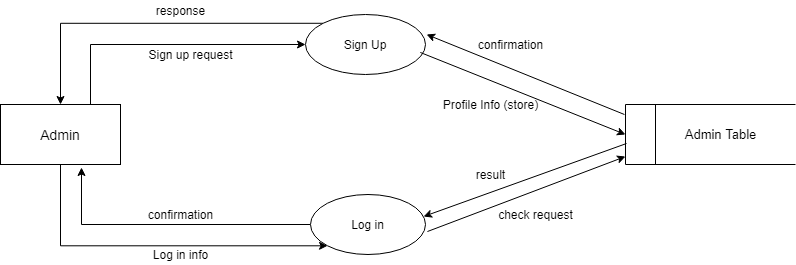 response
Sign Up
confirmation
Sign up request
Profile Info (store)
Admin
Admin Table
result
confirmation
check request
Log in
Log in info